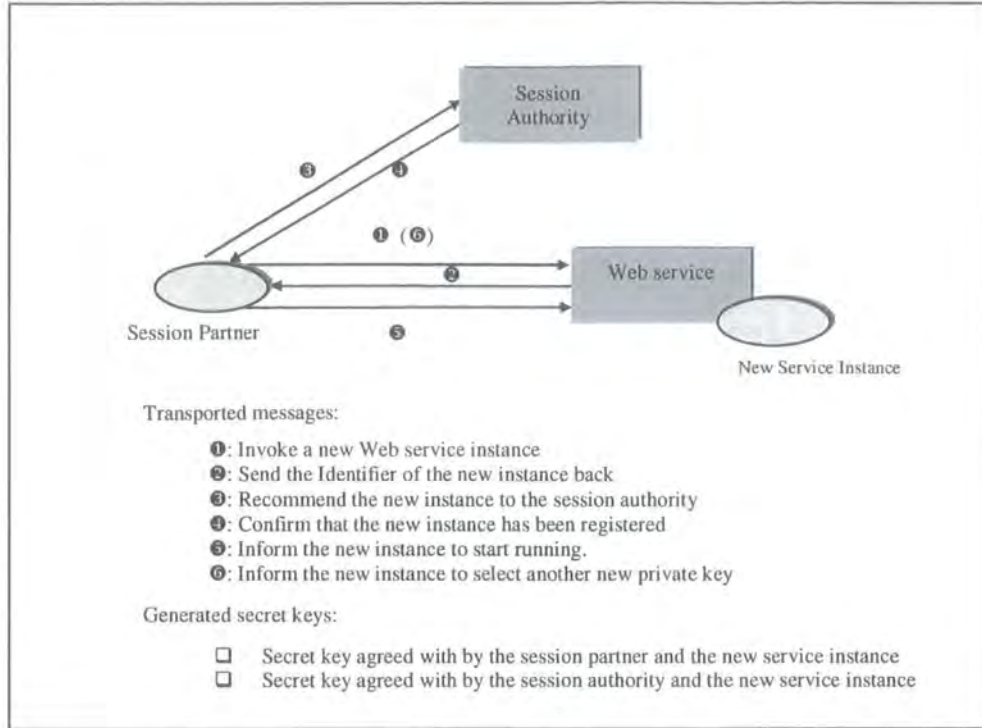 Session
Authority
❸
❹
❶ (❻)
❷
Web service
Session Partner
❺
New Service Instance
Transported messages:
❶: Invoke a new Web service instance
❷: Send the Identifier of the new instance back
❸: Recommend the new instance to the session authority
❹: Confirm that the new instance has been registered
❺: Inform the new instance to start running.
❻: Inform the new instance to select another new private key
Generated secret keys:
❑ Secret key agreed with by the session partner and the new service instance
❑ Secret key agreed with by the session authority and the new service instance